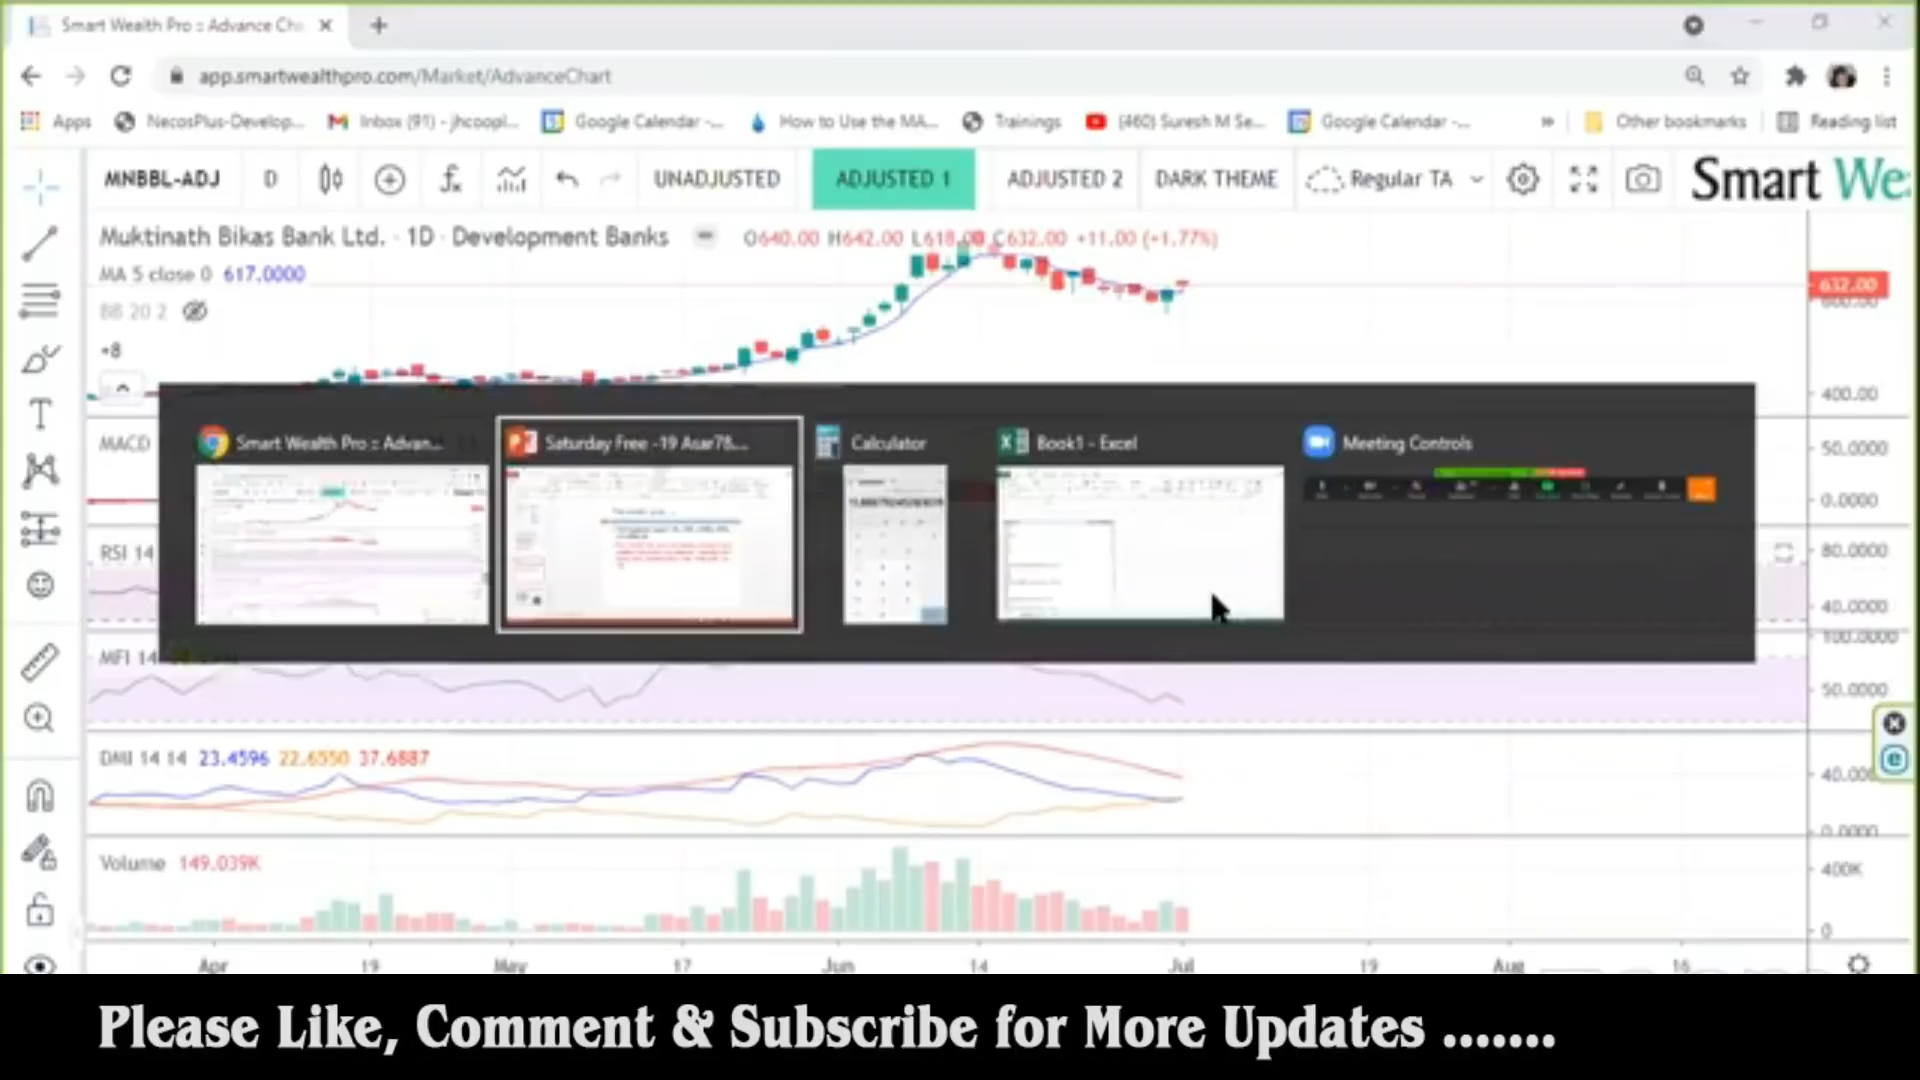 Smart Wealth Pro :: Advance Cha
app.smartwealthpro.com/Market/AdvanceChart
Apps
NecosPlus-Develop...
Inbox (91) - jhcoopl...
Google Calendar -...
How to Use the MA...
Trainings
(460) Suresh M Se...
Google Calendar -...
Other bookmarks
Reading list
MNBBL-ADJ
D
UNADJUSTED
ADJUSTED 1
ADJUSTED 2
DARK THEME
Regular TA
Smart We
Muktinath Bikas Bank Ltd. · 1D · Development Banks
O640.00 H642.00 L618.00 C632.00 +11.00 (+1.77%)
MA 5 close 0 617.0000
BB 20 2
+8
632.00
400.00
Smart Wealth Pro :: Advan...
Saturday Free -19 Asar78....
Calculator
Book1 - Excel
Meeting Controls
MACD
50.0000
0.0000
RSI 14
80.0000
40.0000
MFI 14
100.0000
50.0000
DMI 14 14 23.4596 22.6550 37.6887
0.0000
Volume 149.039K
400K
0
Apr 19 May 17 Jun 14 Jul 19 Aug 16
Please Like, Comment & Subscribe for More Updates .......